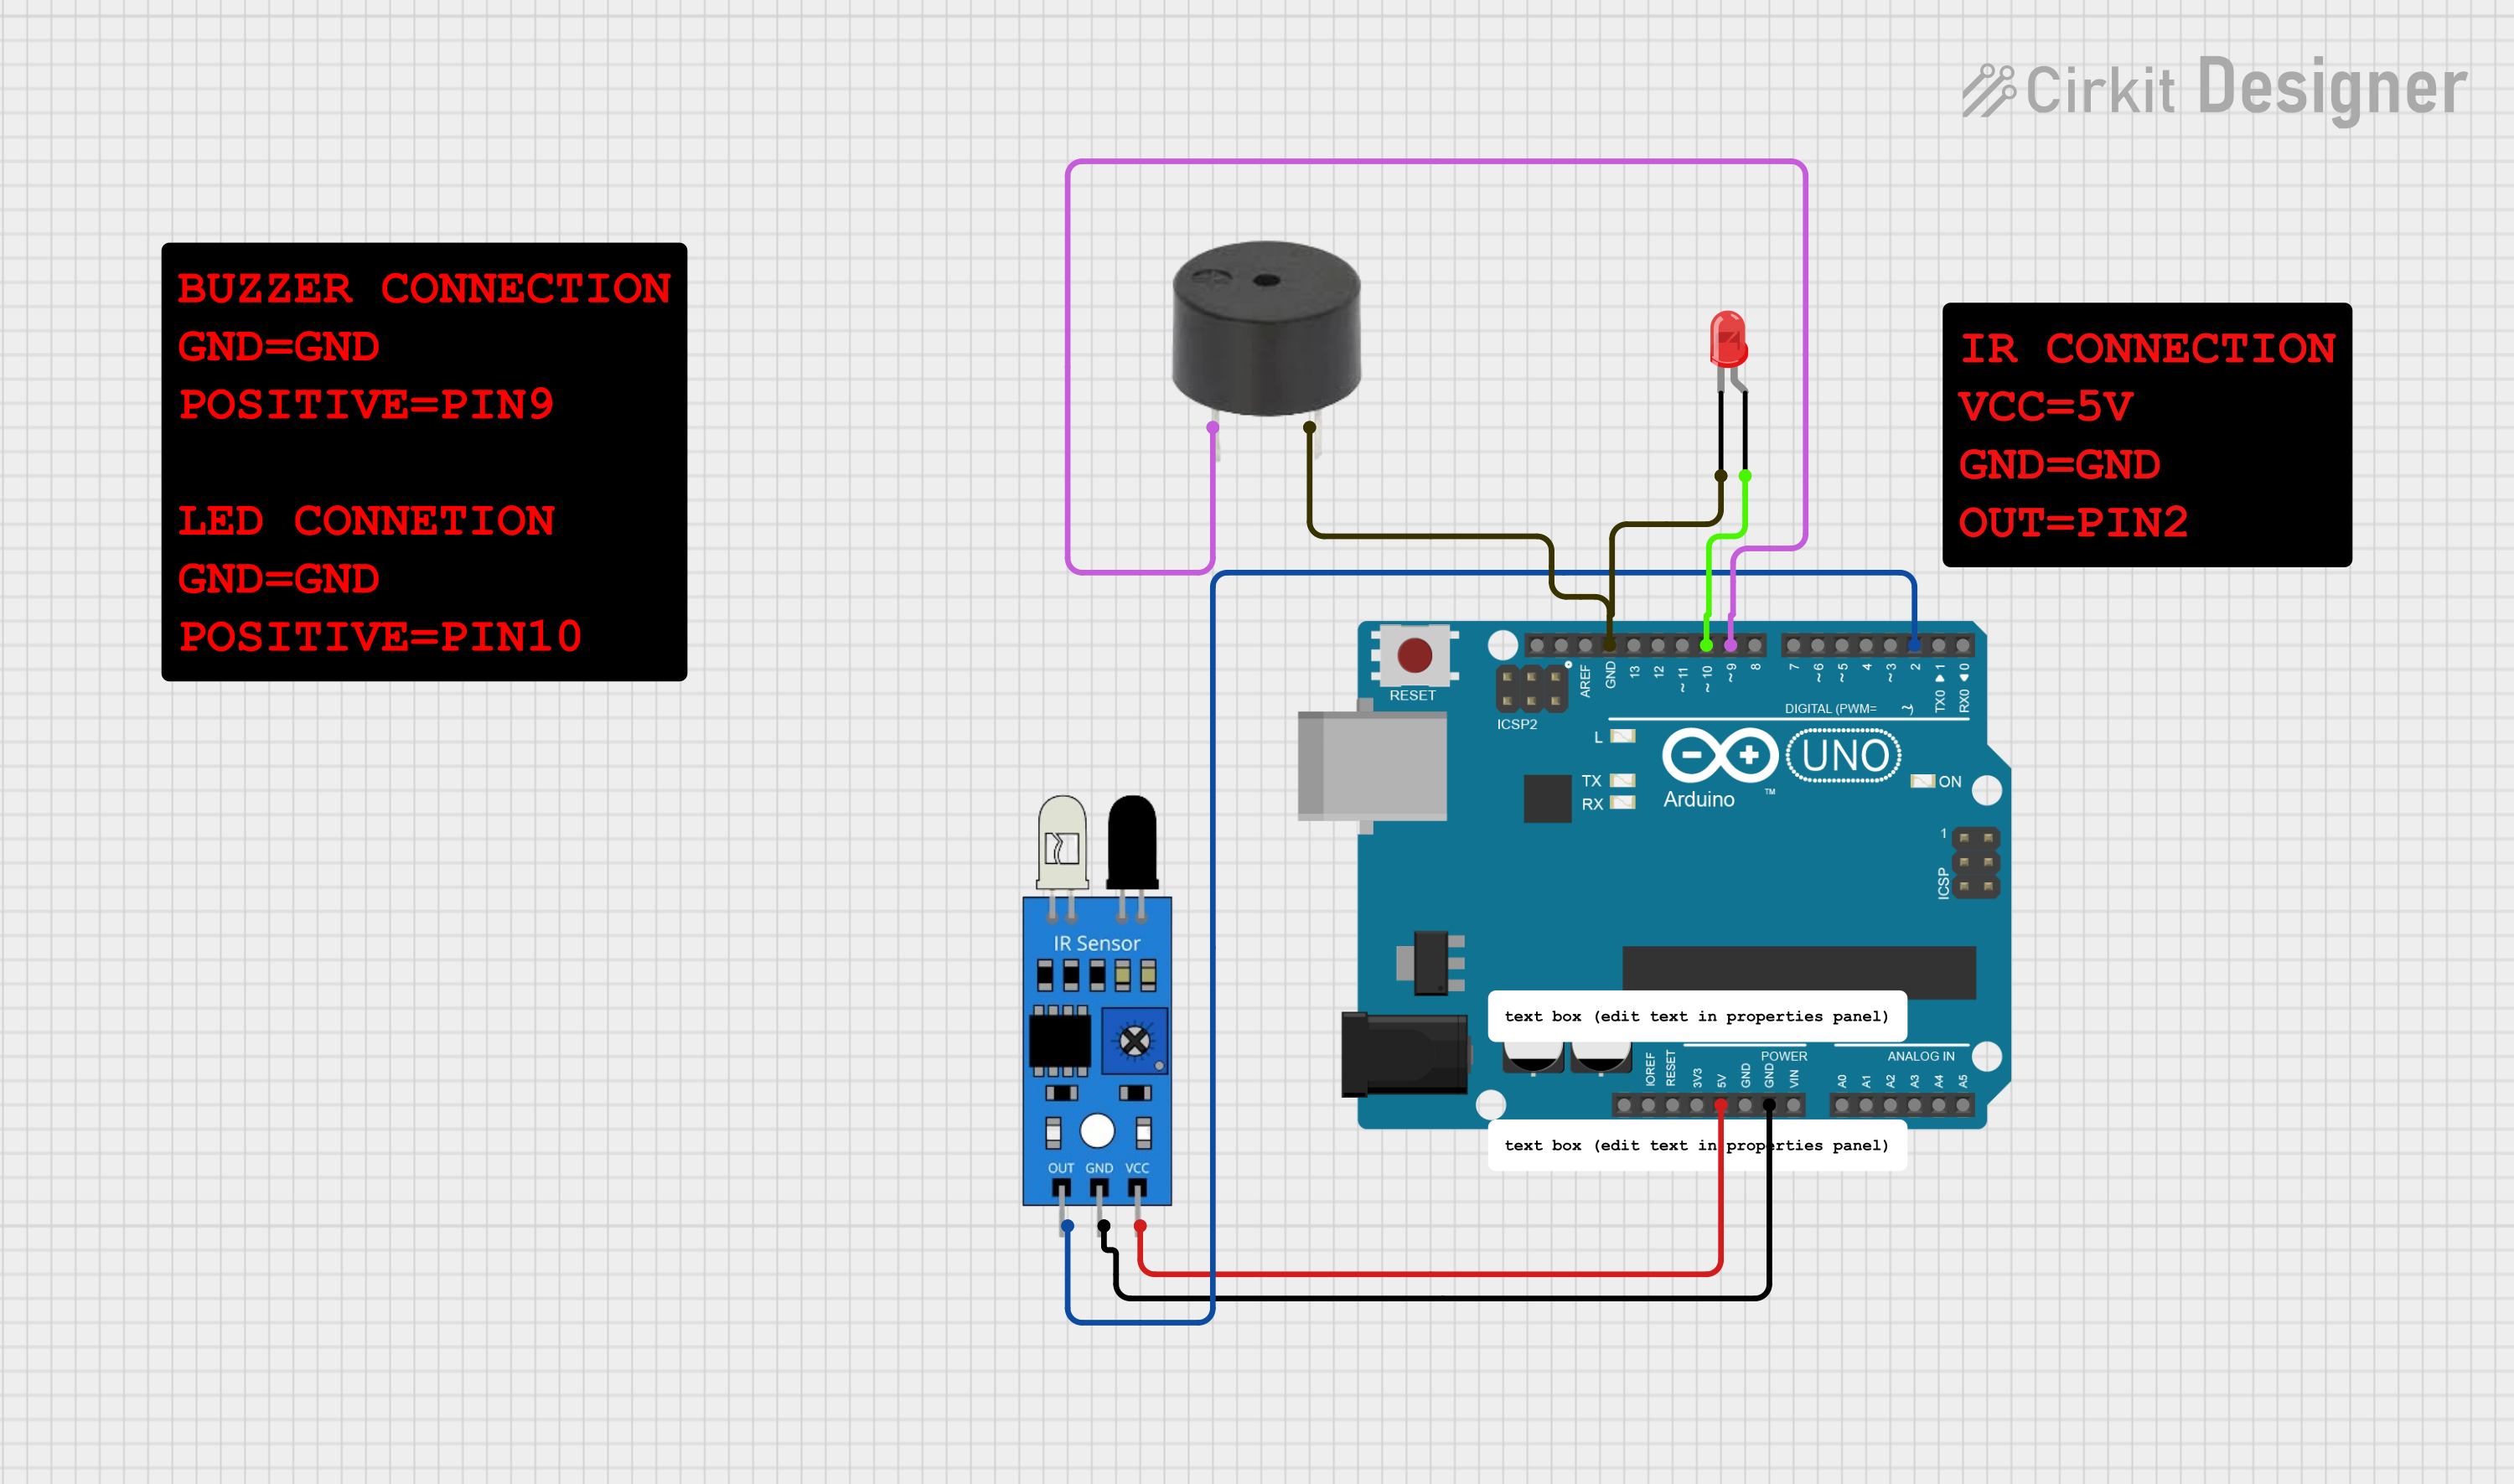 Cirkit Designer
BUZZER CONNECTION
GND=GND
POSITIVE=PIN9
LED CONNETION
GND=GND
POSITIVE=PIN10
IR CONNECTION
VCC=5V
GND=GND
OUT=PIN2
RESET
ICSP2
AREF
GND
13
12
~ 11
~ 10
~ 9
8
7
~ 6
~ 5
4
~ 3
2
TX0 ▶ 1
RX0 ◀ 0
DIGITAL (PWM= ~)
L
TX
RX
UNO
Arduino
™
ON
1
ICSP
IR Sensor
text box (edit text in properties panel)
IOREF
RESET
3V3
5V
GND
GND
VIN
POWER
ANALOG IN
A0
A1
A2
A3
A4
A5
text box (edit text in properties panel)
OUT GND VCC